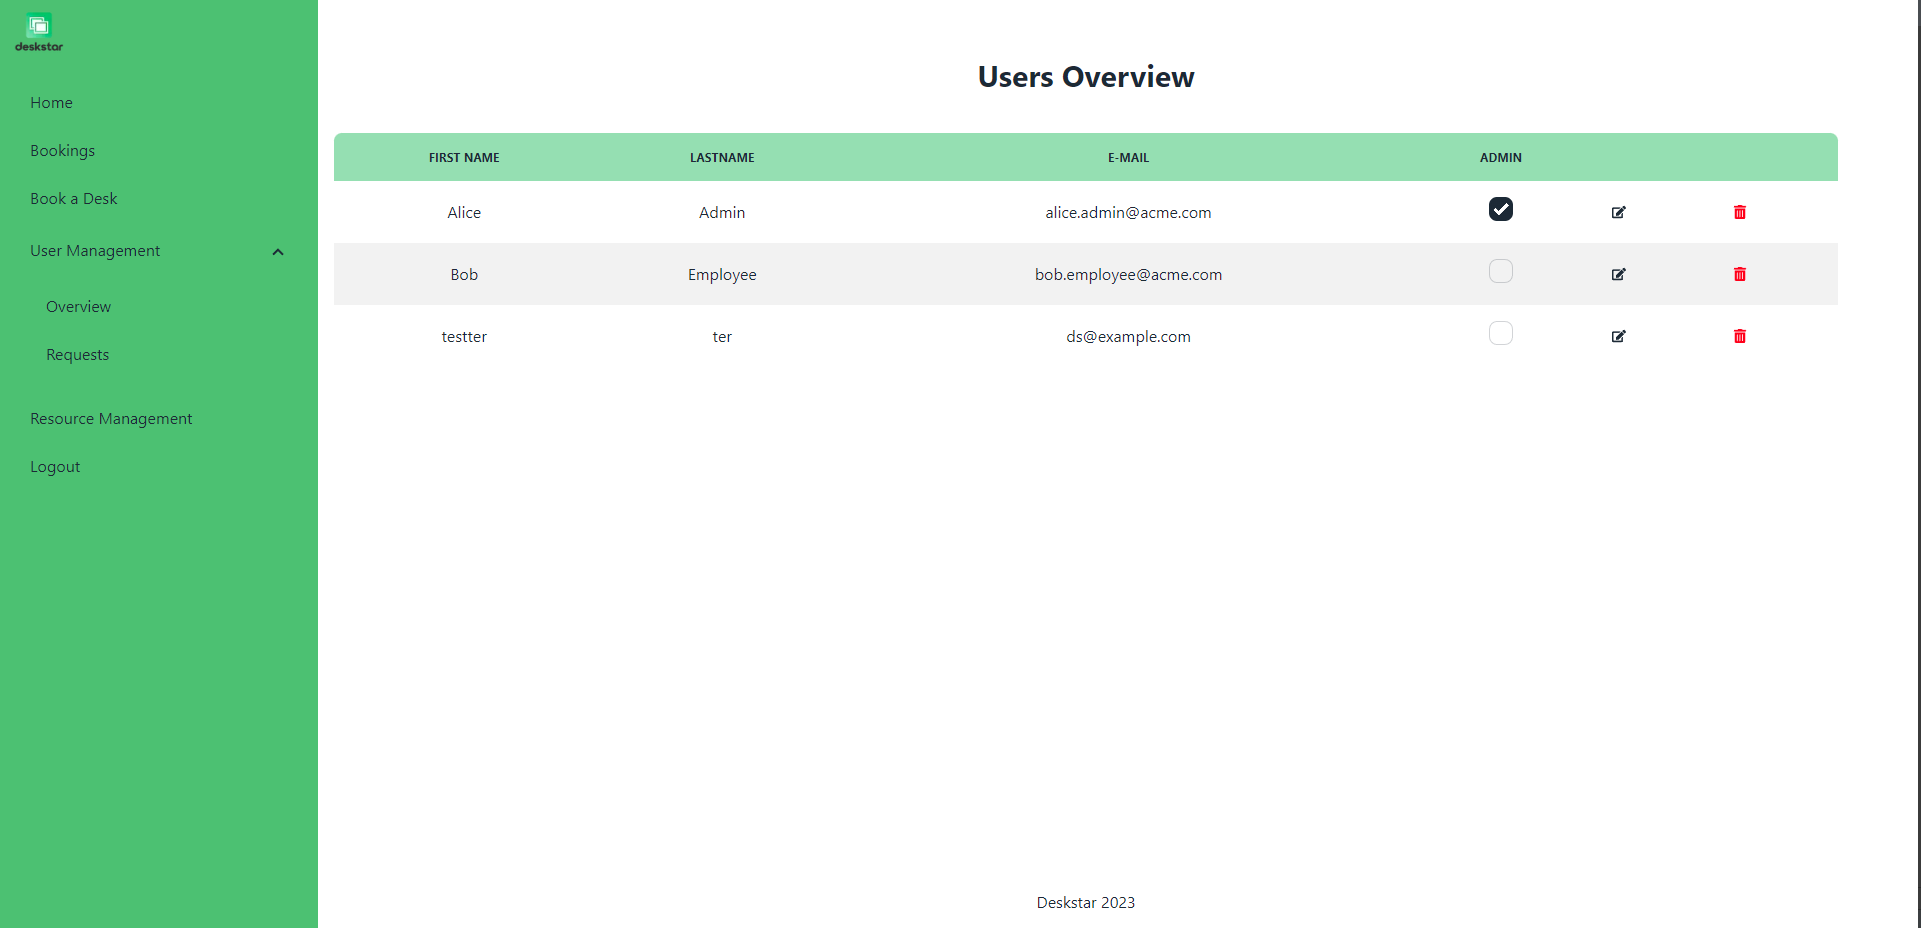 deskstar
Home
Bookings
Book a Desk
User Management
Overview
Requests
Resource Management
Logout
Users Overview
FIRST NAME LASTNAME E-MAIL ADMIN
Alice Admin alice.admin@acme.com
Bob Employee bob.employee@acme.com
testter ter ds@example.com
Deskstar 2023